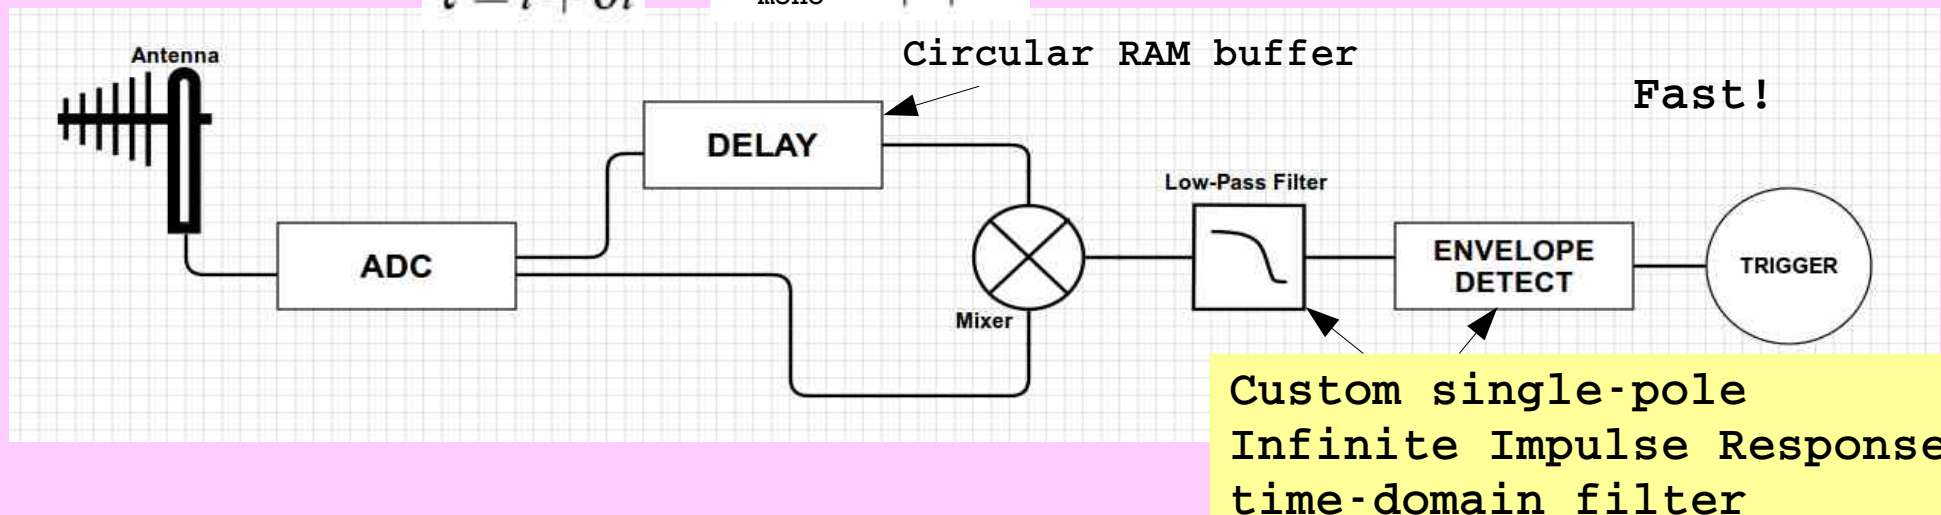 mono
Antenna
Circular RAM buffer
Fast!
DELAY
Low-Pass Filter
ADC
ENVELOPE
DETECT
TRIGGER
Mixer
Custom single-pole
Infinite Impulse Response
time-domain filter